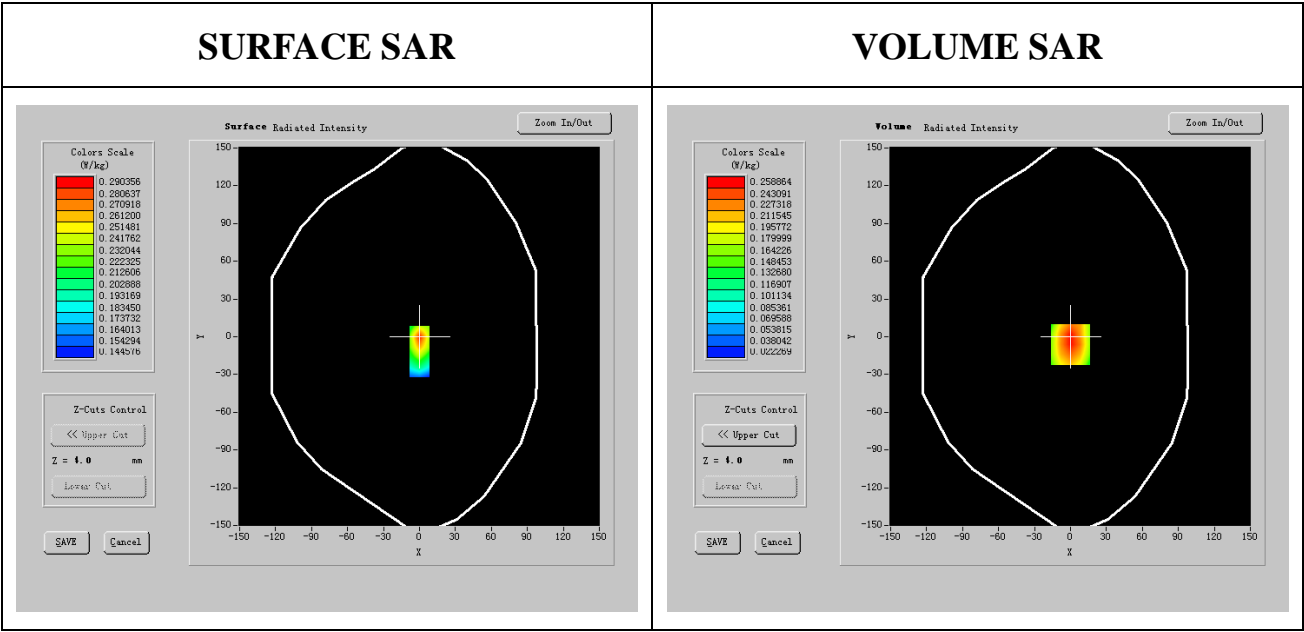 SURFACE SAR
VOLUME SAR
Surface Radiated Intensity
Zoom In/Out
Colors Scale
(W/kg)
0.290356
0.280637
0.270918
0.261200
0.251481
0.241762
0.232044
0.222325
0.212606
0.202888
0.193169
0.183450
0.173732
0.164013
0.154294
0.144576
Z-Cuts Control
<< Upper Cut
Z = 4.0 mm
Lower Cut
SAVE Cancel
150
120
90
60
30
0
-30
-60
-90
-120
-150
Y
-150 -120 -90 -60 -30 0 30 60 90 120 150
X
Volume Radiated Intensity
Zoom In/Out
Colors Scale
(W/kg)
0.258864
0.243091
0.227318
0.211545
0.195772
0.179999
0.164226
0.148453
0.132680
0.116907
0.101134
0.085361
0.069588
0.053815
0.038042
0.022269
Z-Cuts Control
<< Upper Cut
Z = 4.0 mm
Lower Cut
SAVE Cancel
150
120
90
60
30
0
-30
-60
-90
-120
-150
Y
-150 -120 -90 -60 -30 0 30 60 90 120 150
X